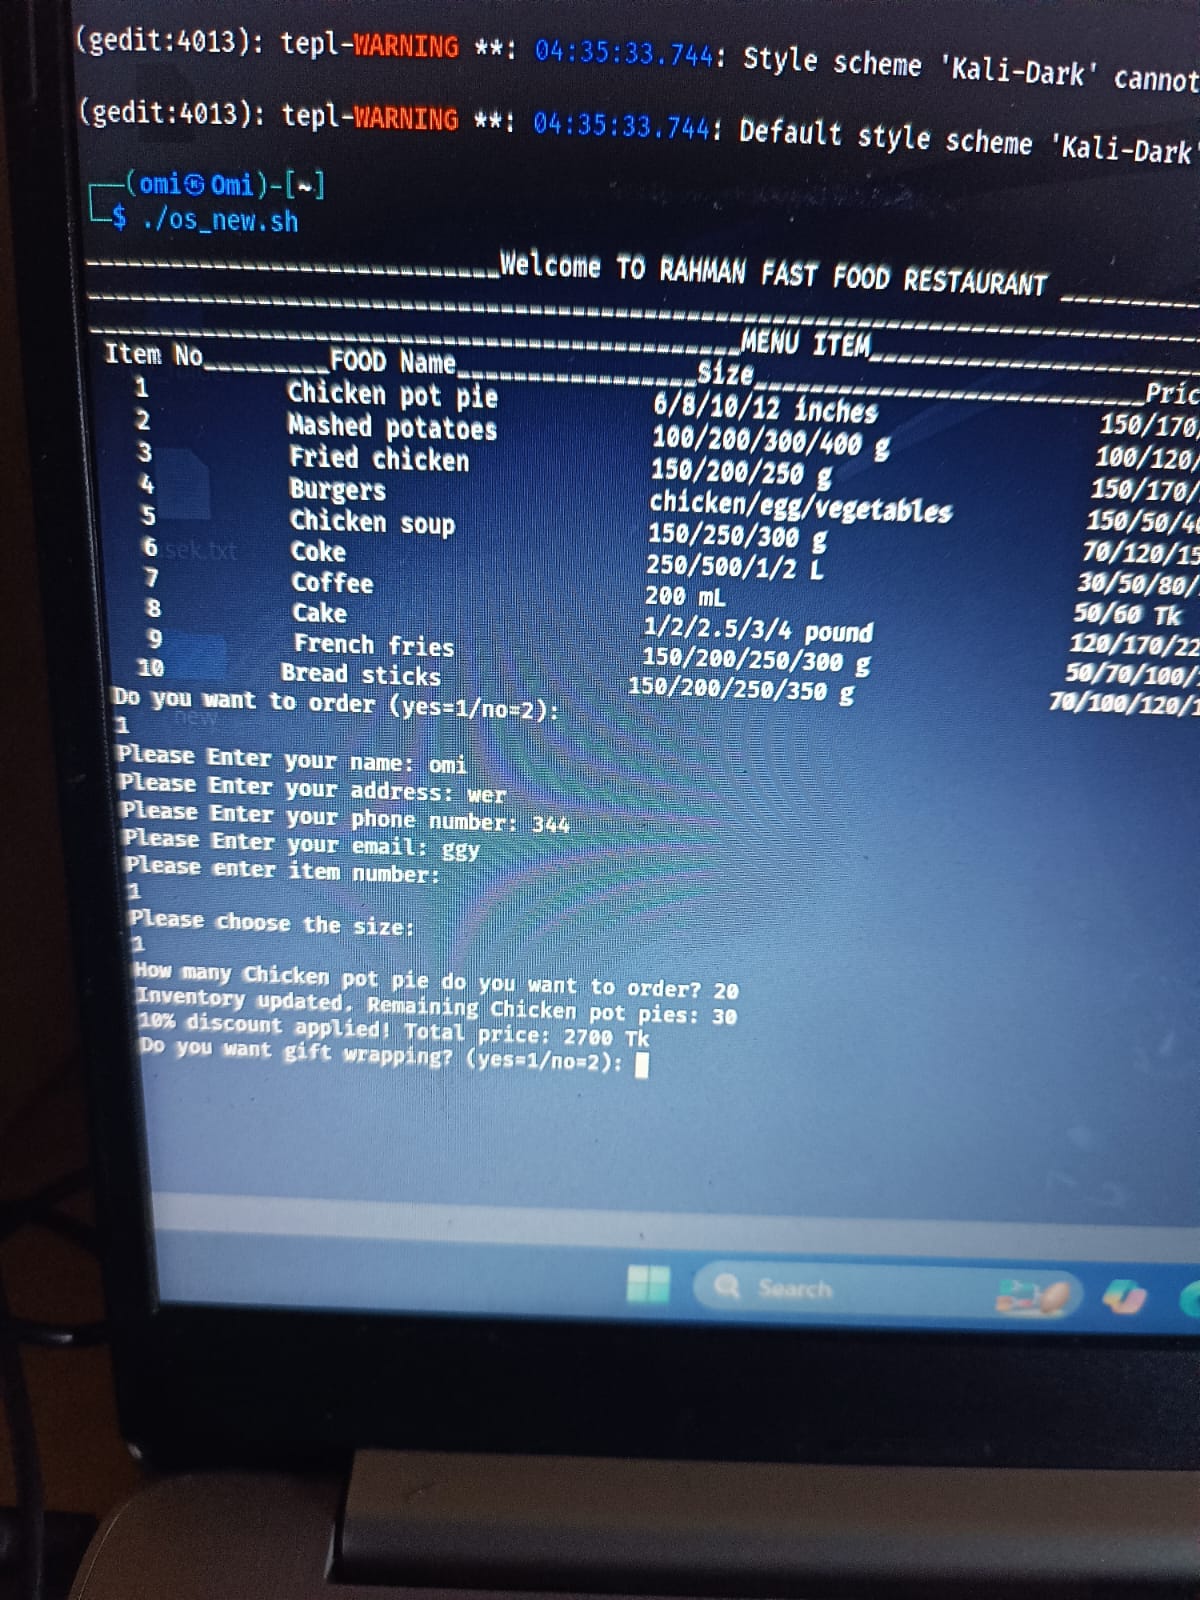 (gedit:4013): tepl-WARNING **: 04:35:33.744: Style scheme 'Kali-Dark' cannot
(gedit:4013): tepl-WARNING **: 04:35:33.744: Default style scheme 'Kali-Dark'
(omi㉿Omi)-[~]
$ ./os_new.sh
Welcome TO RAHMAN FAST FOOD RESTAURANT
MENU ITEM
Item No FOOD Name Size Pric
1 Chicken pot pie 6/8/10/12 inches 150/170/
2 Mashed potatoes 100/200/300/400 g 100/120/
3 Fried chicken 150/200/250 g 150/170/
4 Burgers chicken/egg/vegetables 150/50/40
5 Chicken soup 150/250/300 g 70/120/15
6 Coke 250/500/1/2 L 30/50/80/
7 Coffee 200 mL 50/60 Tk
8 Cake 1/2/2.5/3/4 pound 120/170/22
9 French fries 150/200/250/300 g 50/70/100/
10 Bread sticks 150/200/250/350 g 70/100/120/1
Do you want to order (yes=1/no=2):
1
Please Enter your name: omi
Please Enter your address: wer
Please Enter your phone number: 344
Please Enter your email: ggy
Please enter item number:
1
Please choose the size:
1
How many Chicken pot pie do you want to order? 20
Inventory updated. Remaining Chicken pot pies: 30
10% discount applied! Total price: 2700 Tk
Do you want gift wrapping? (yes=1/no=2):
sek.txt
new
Search